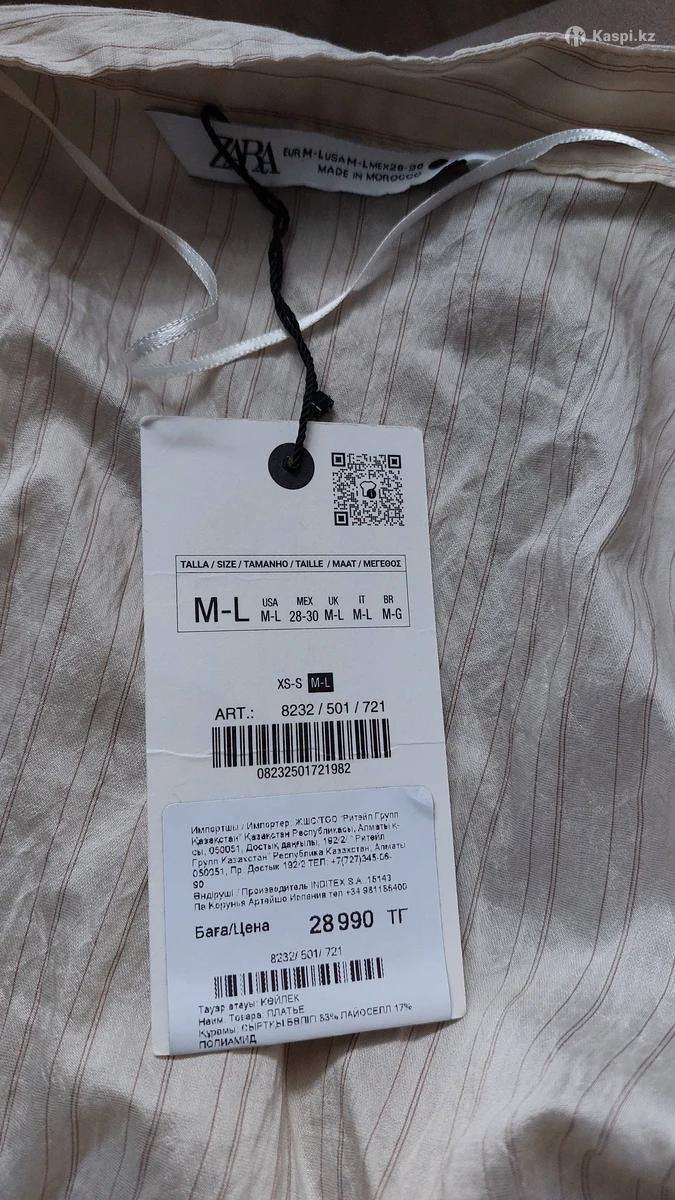 Kaspi.kz
ZARA
EUR M-L USA M-L MEX 28-30
MADE IN MOROCCO
TALLA / SIZE / TAMANHO / TAILLE / MAAT / ΜΕΓΕΘΟΣ
M-L USA M-L MEX 28-30 UK M-L IT M-L BR M-G
XS-S M-L
ART.: 8232 / 501 / 721
08232501721982
Импортшы / Импортер: ЖШС/ТОО "Ритэйл Групп
Қазақстан" Қазақстан Республикасы, Алматы қ-
сы, 050051, Достық даңғылы, 192/2/ " Ритейл
Групп Казахстан" Республика Казахстан, Алматы
050051, Пр. Достык 192/2 ТЕЛ: +7(727)345-06-
90
Өндіруші / Производитель INDITEX S.A. 15143
Ла Корунья Артейшо Испания тел +34 981185400
Баға/Цена 28 990 ТГ
8232/ 501/ 721
Тауар атауы: КӨЙЛЕК
Наим. Товара: ПЛАТЬЕ
Құрамы: СЫРТҚЫ БӨЛІГІ 83% ЛАЙОСЕЛЛ 17%
ПОЛИАМИД